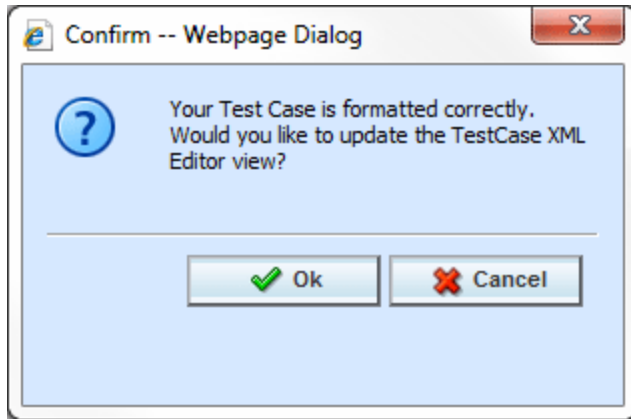 Confirm -- Webpage Dialog
Your Test Case is formatted correctly.
Would you like to update the TestCase XML
Editor view?
Ok
Cancel